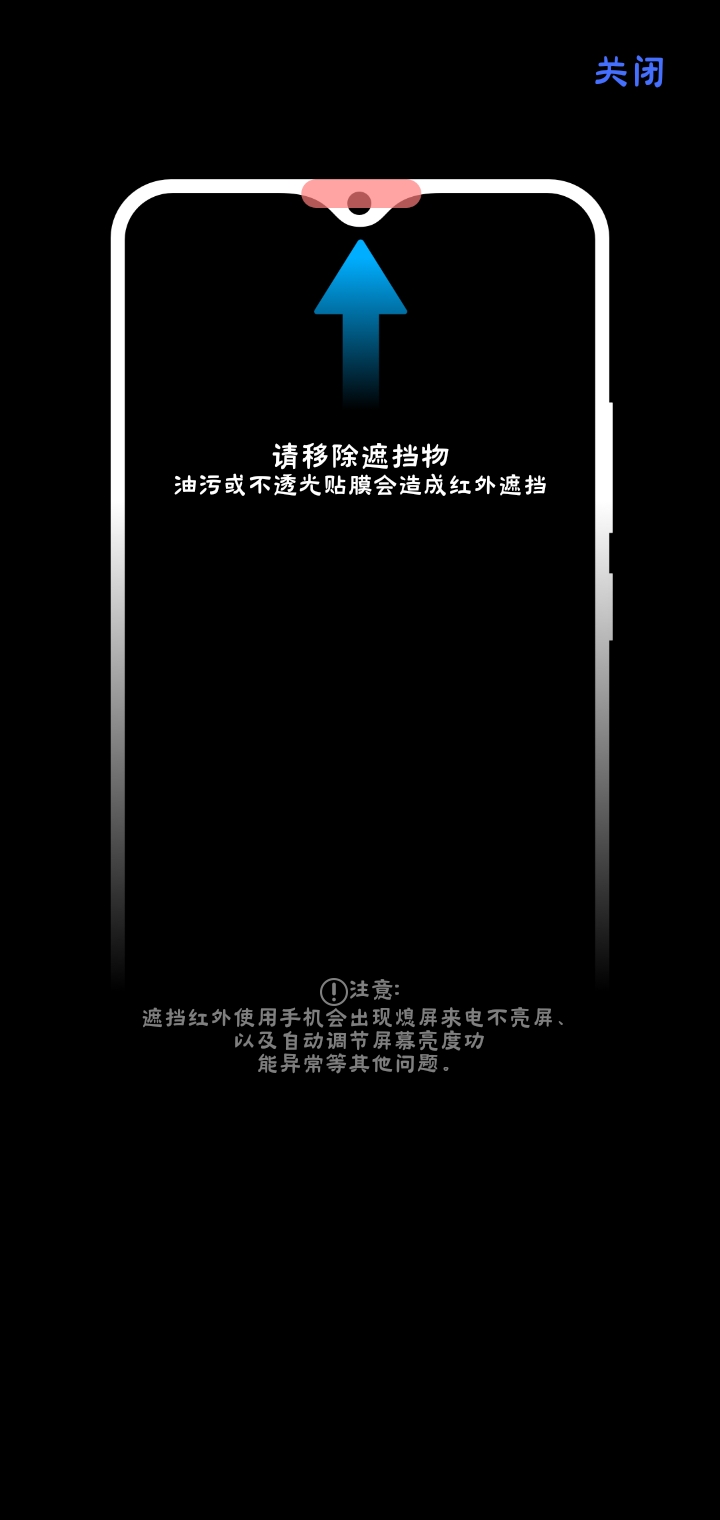 关闭
请移除遮挡物
油污或不透光贴膜会造成红外遮挡
注意:
遮挡红外使用手机会出现熄屏来电不亮屏、
以及自动调节屏幕亮度功
能异常等其他问题。